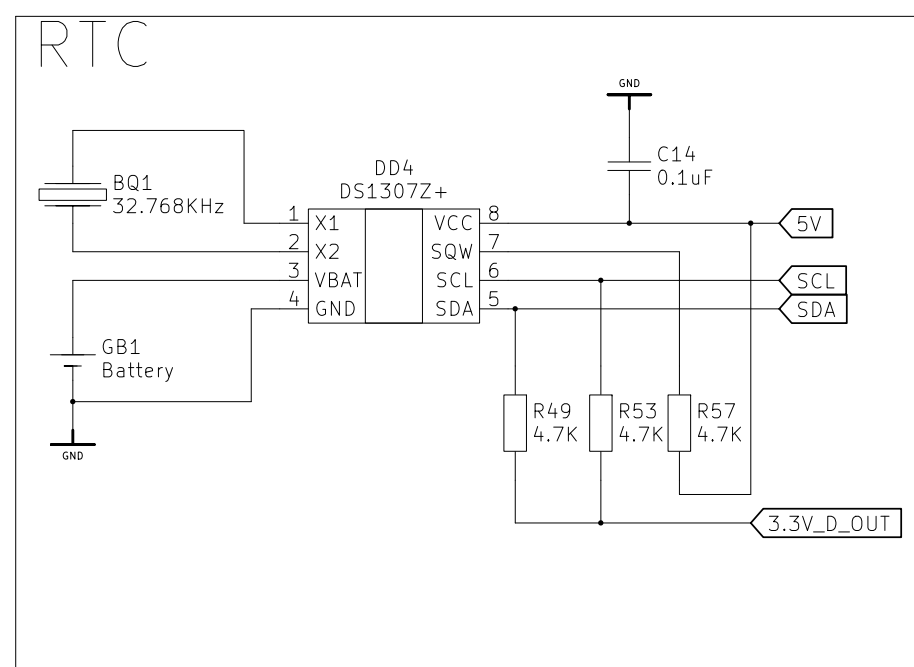 RTC
GND
C14
0.1uF
BQ1
32.768KHz
DD4
DS1307Z+
1 X1 VCC 8
5V
2 X2 SQW 7
3 VBAT SCL 6
SCL
4 GND SDA 5
SDA
GB1
Battery
GND
R49
4.7K
R53
4.7K
R57
4.7K
3.3V_D_OUT